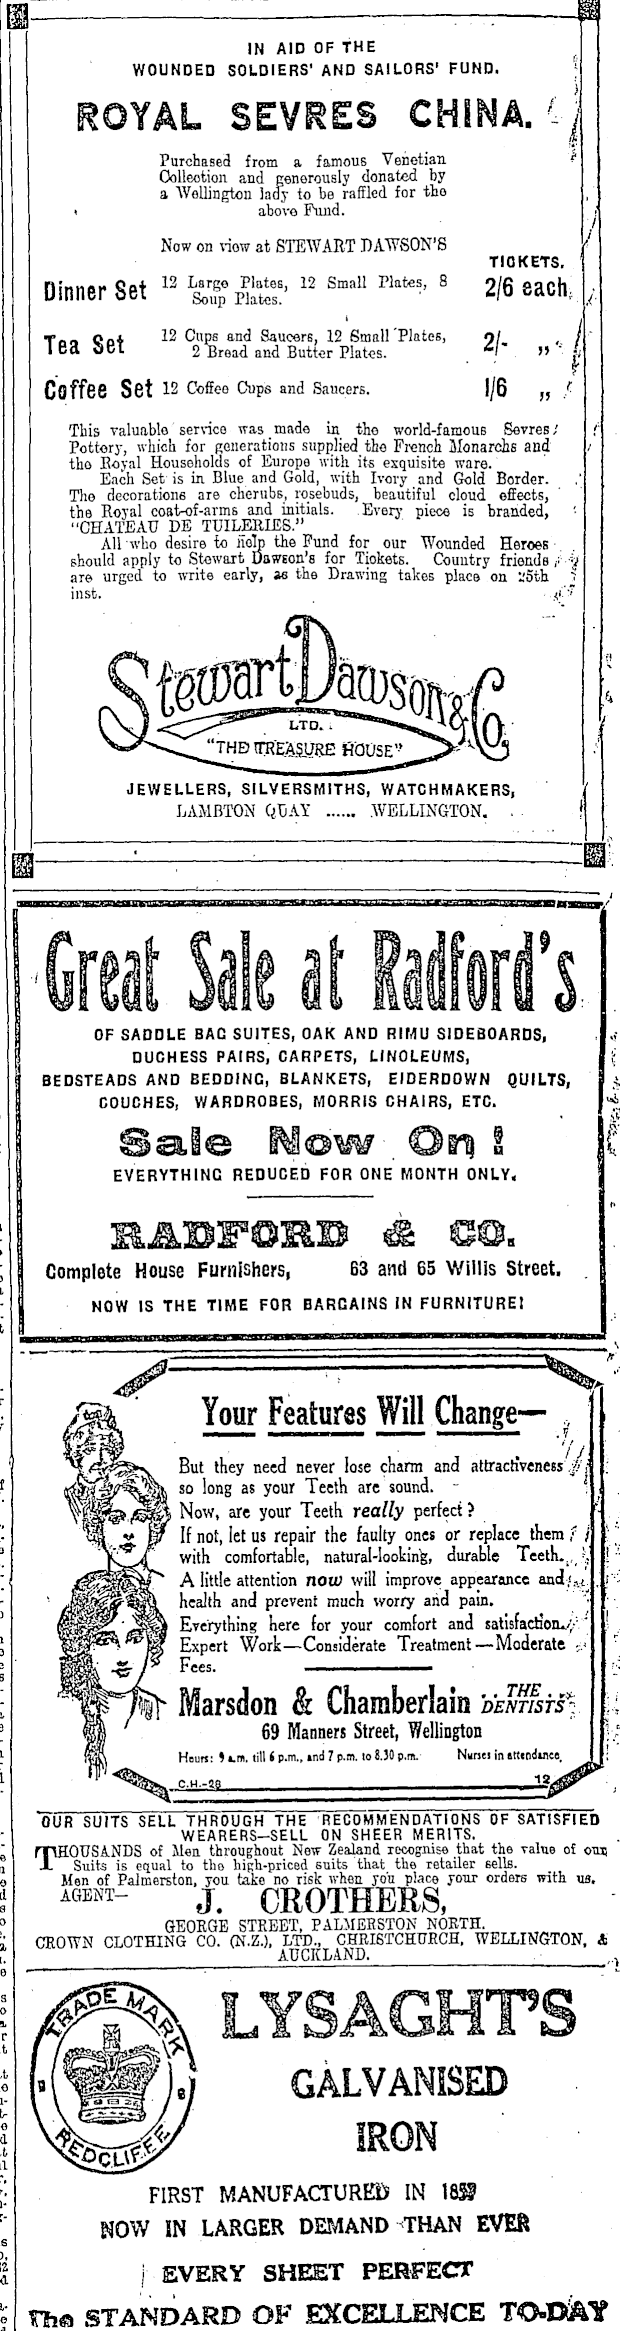 IN AID OF THE
WOUNDED SOLDIERS' AND SAILORS' FUND.
ROYAL SEVRES CHINA.
Purchased from a famous Venetian
Collection and generously donated by
a Wellington lady to be raffled for the
above Fund.
Now on view at STEWART DAWSON'S
TICKETS.
Dinner Set 12 Large Plates, 12 Small Plates, 8 2/6 each.
Soup Plates.
Tea Set 12 Cups and Saucers, 12 Small Plates, 2/- „
2 Bread and Butter Plates.
Coffee Set 12 Coffee Cups and Saucers. 1/6 „
This valuable service was made in the world-famous Sevres
Pottery, which for generations supplied the French Monarchs and
the Royal Households of Europe with its exquisite ware.
Each Set is in Blue and Gold, with Ivory and Gold Border.
The decorations are cherubs, rosebuds, beautiful cloud effects,
the Royal coat-of-arms and initials. Every piece is branded,
"CHATEAU DE TUILERIES."
All who desire to help the Fund for our Wounded Heroes
should apply to Stewart Dawson's for Tickets. Country friends
are urged to write early, as the Drawing takes place on 25th
inst.
Stewart Dawson & Co.
LTD.
"THE TREASURE HOUSE"
JEWELLERS, SILVERSMITHS, WATCHMAKERS,
LAMBTON QUAY ...... WELLINGTON.
Great Sale at Radford's
OF SADDLE BAG SUITES, OAK AND RIMU SIDEBOARDS,
DUCHESS PAIRS, CARPETS, LINOLEUMS,
BEDSTEADS AND BEDDING, BLANKETS, EIDERDOWN QUILTS,
COUCHES, WARDROBES, MORRIS CHAIRS, ETC.
Sale Now On!
EVERYTHING REDUCED FOR ONE MONTH ONLY.
RADFORD & CO.
Complete House Furnishers, 63 and 65 Willis Street.
NOW IS THE TIME FOR BARGAINS IN FURNITURE!
Your Features Will Change—
But they need never lose charm and attractiveness
so long as your Teeth are sound.
Now, are your Teeth really perfect?
If not, let us repair the faulty ones or replace them
with comfortable, natural-looking, durable Teeth.
A little attention now will improve appearance and
health and prevent much worry and pain.
Everything here for your comfort and satisfaction.
Expert Work—Considerate Treatment—Moderate
Fees.
Marsdon & Chamberlain .. THE .. DENTISTS
69 Manners Street, Wellington
Hours: 9 a.m. till 6 p.m., and 7 p.m. to 8.30 p.m. Nurses in attendance.
C.H.-28 12
OUR SUITS SELL THROUGH THE RECOMMENDATIONS OF SATISFIED
WEARERS—SELL ON SHEER MERITS.
THOUSANDS of Men throughout New Zealand recognise that the value of our
Suits is equal to the high-priced suits that the retailer sells.
Men of Palmerston, you take no risk when you place your orders with us.
AGENT—
J. CROTHERS,
GEORGE STREET, PALMERSTON NORTH.
CROWN CLOTHING CO. (N.Z.), LTD., CHRISTCHURCH, WELLINGTON, &
AUCKLAND.
TRADE MARK
REDCLIFFE
LYSAGHT'S
GALVANISED
IRON
FIRST MANUFACTURED IN
NOW IN LARGER DEMAND THAN EVER
EVERY SHEET PERFECT
The STANDARD OF EXCELLENCE TO-DAY